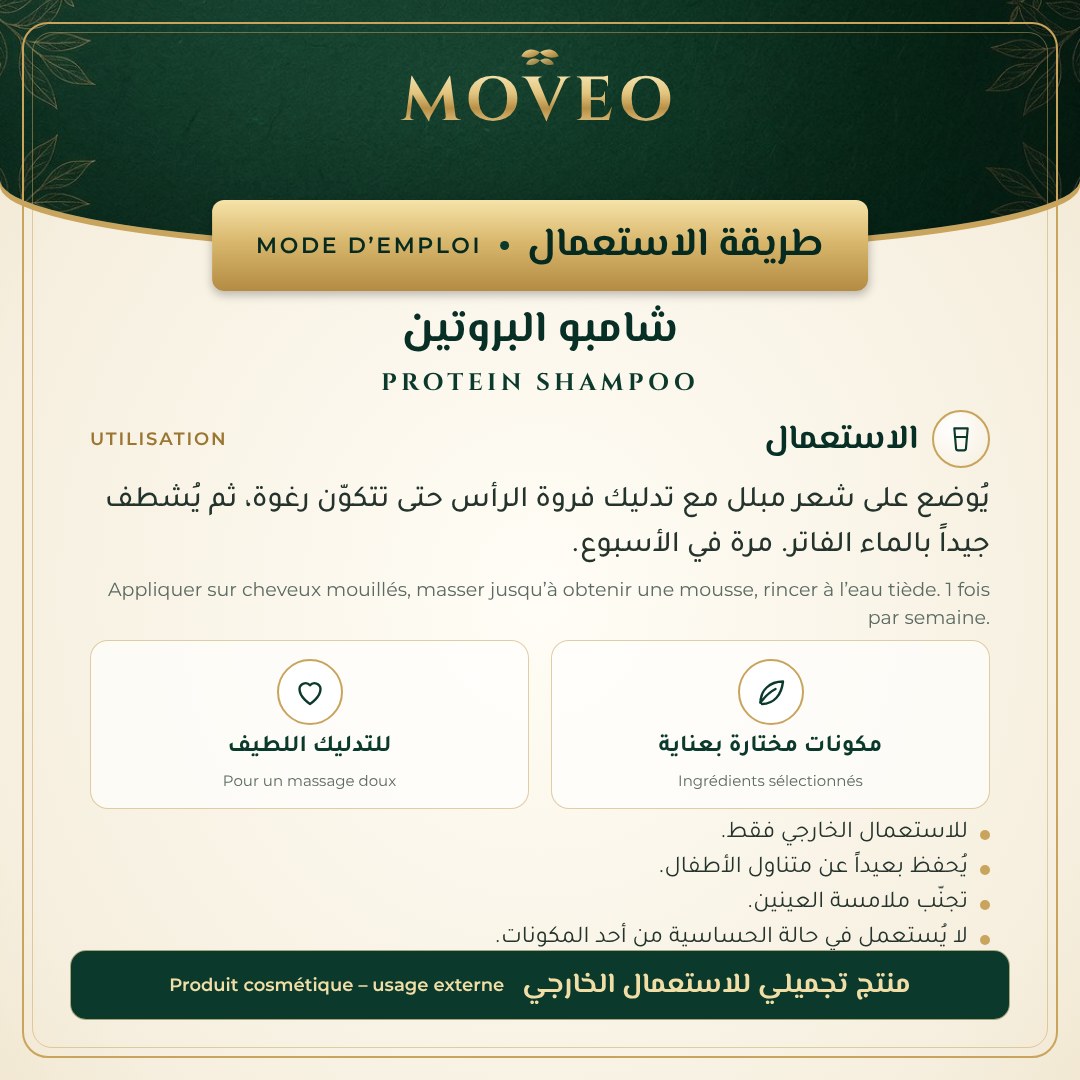 MOVEO
طريقة الاستعمال • MODE D’EMPLOI
شامبو البروتين
PROTEIN SHAMPOO
الاستعمال
UTILISATION
يُوضع على شعر مبلل مع تدليك فروة الرأس حتى تتكوّن رغوة، ثم يُشطف
جيداً بالماء الفاتر. مرة في الأسبوع.
Appliquer sur cheveux mouillés, masser jusqu’à obtenir une mousse, rincer à l’eau tiède. 1 fois
par semaine.
مكونات مختارة بعناية
Ingrédients sélectionnés
للتدليك اللطيف
Pour un massage doux
للاستعمال الخارجي فقط.
يُحفظ بعيداً عن متناول الأطفال.
تجنّب ملامسة العينين.
لا يُستعمل في حالة الحساسية من أحد المكونات.
منتج تجميلي للاستعمال الخارجي Produit cosmétique – usage externe